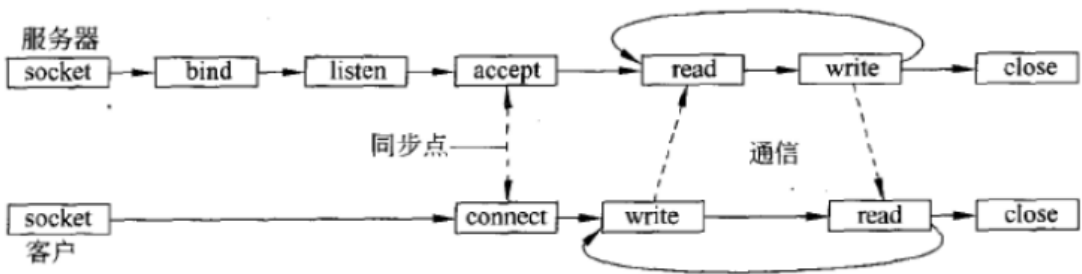 服务器
socket
bind
listen
accept
read
write
close
同步点
通信
socket
connect
write
read
close
客户